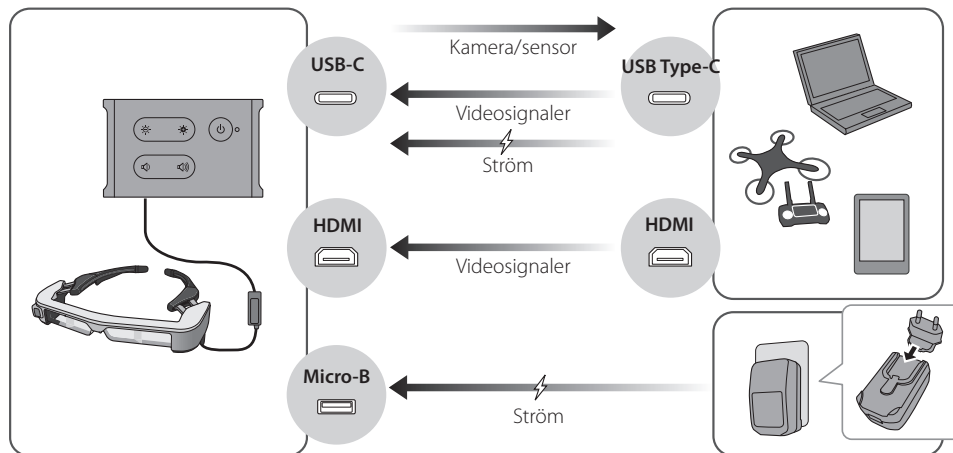 Kamera/sensor
USB-C
USB Type-C
Videosignaler
Ström
HDMI
HDMI
Videosignaler
Micro-B
Ström